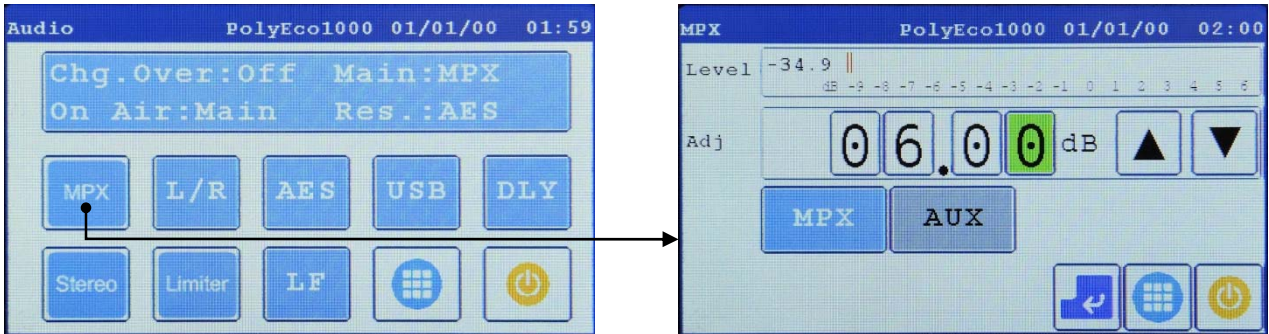 Audio PolyEco1000 01/01/00 01:59
Chg.Over:Off Main:MPX
On Air:Main Res.:AES
MPX L/R AES USB DLY
Stereo Limiter LF
MPX PolyEco1000 01/01/00 02:00
Level -34.9
dB -9 -8 -7 -6 -5 -4 -3 -2 -1 0 1 2 3 4 5 6
Adj 06.00 dB
MPX AUX